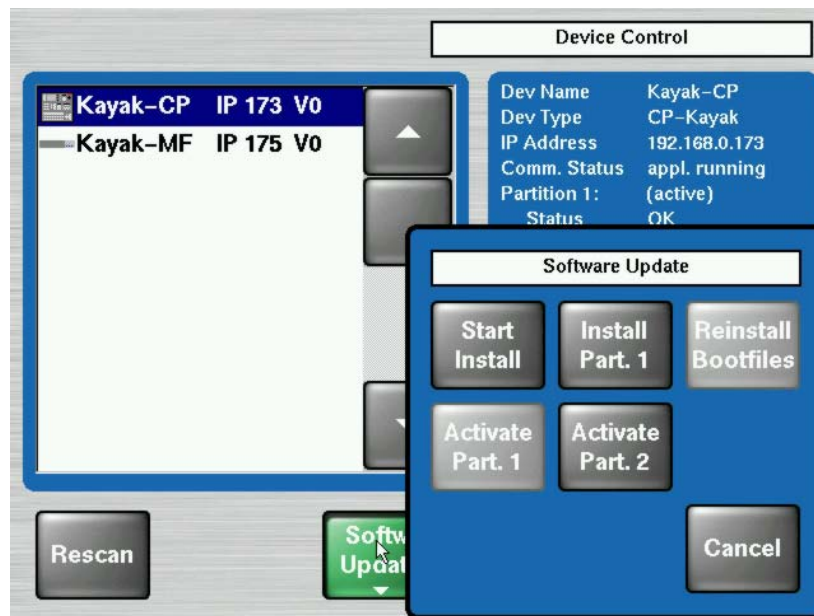 Device Control
Kayak–CP IP 173 V0
Kayak–MF IP 175 V0
Dev Name Kayak–CP
Dev Type CP–Kayak
IP Address 192.168.0.173
Comm. Status appl. running
Partition 1: (active)
Status OK
Software Update
Start
Install
Install
Part. 1
Reinstall
Bootfiles
Activate
Part. 1
Activate
Part. 2
Rescan
Softw
Updat
Cancel